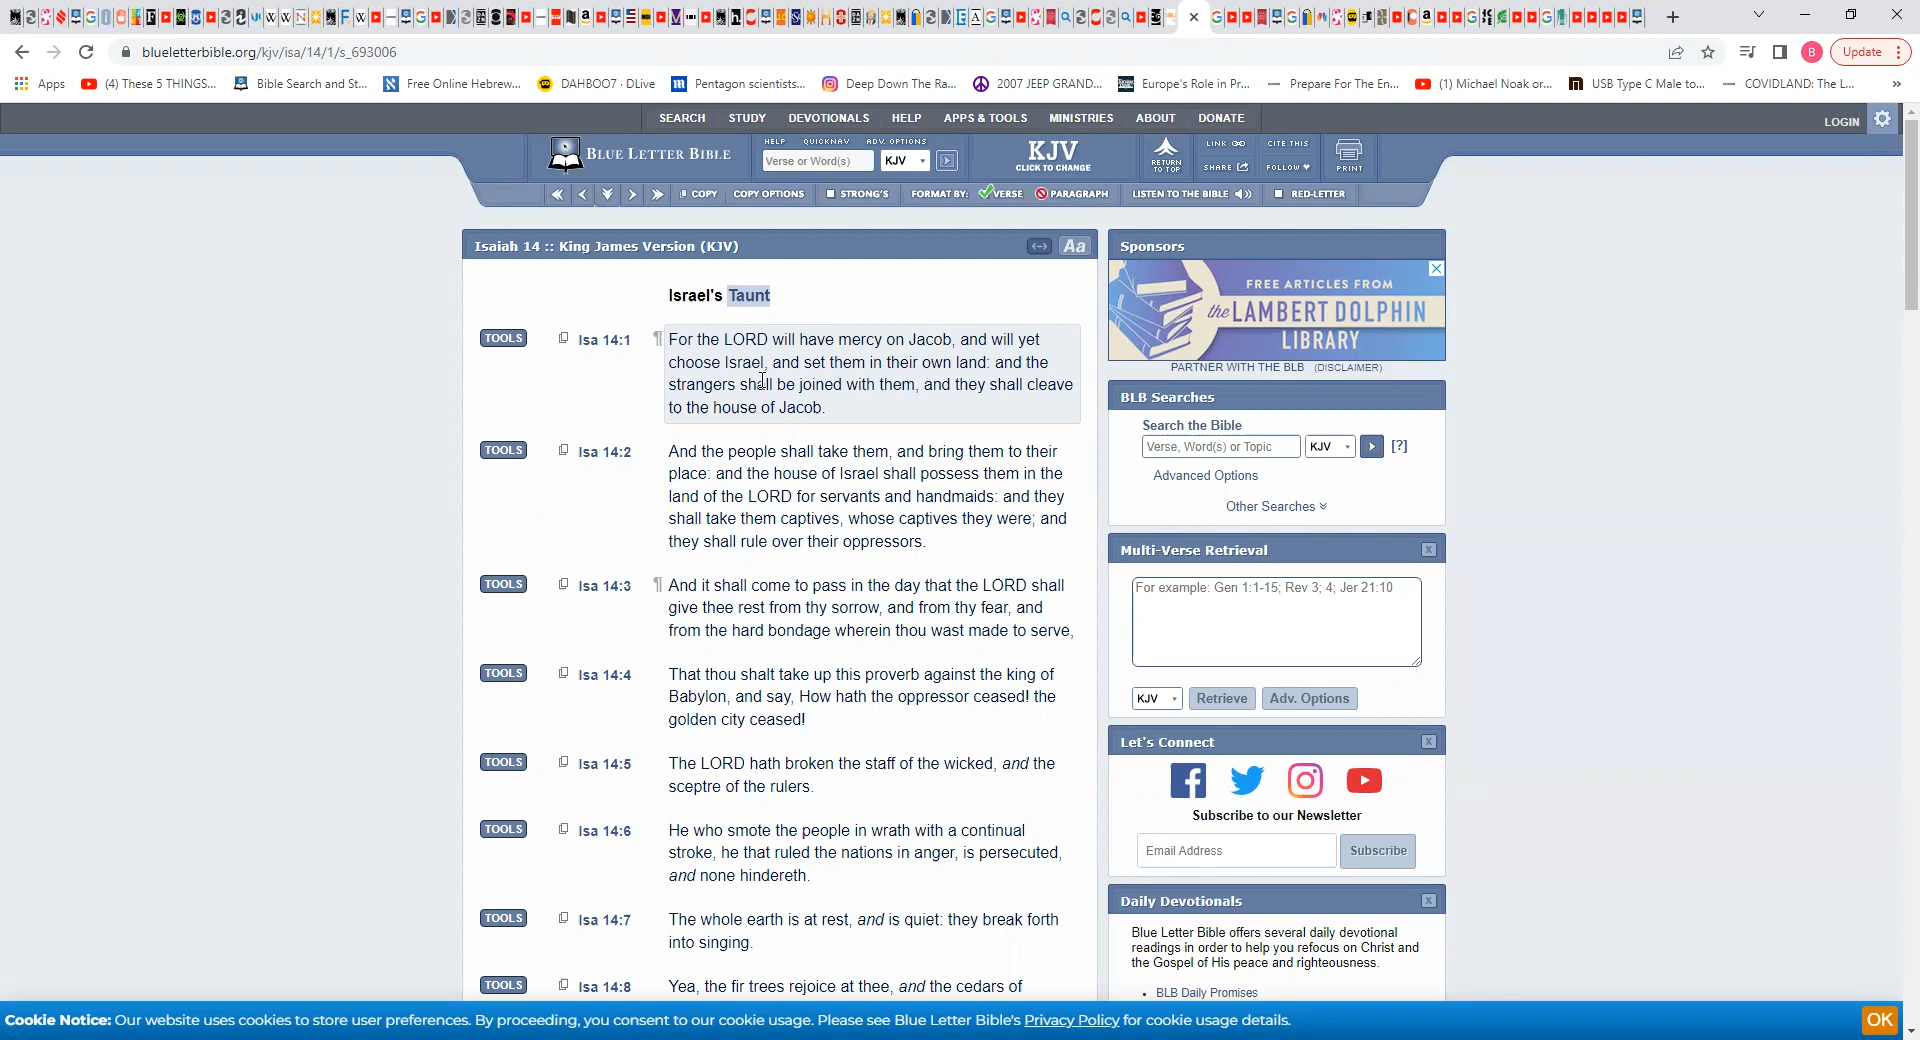 blueletterbible.org/kjv/isa/14/1/s_693006
B
Update
Apps
(4) These 5 THINGS...
Bible Search and St...
Free Online Hebrew...
DAHBOO7 · DLive
Pentagon scientists...
Deep Down The Ra...
2007 JEEP GRAND...
Europe's Role in Pr...
Prepare For The En...
(1) Michael Noak or...
USB Type C Male to...
COVIDLAND: The L...
»
SEARCH STUDY DEVOTIONALS HELP APPS & TOOLS MINISTRIES ABOUT DONATE
LOGIN
BLUE LETTER BIBLE
HELP QUICKNAV ADV. OPTIONS
Verse or Word(s) KJV
KJV
CLICK TO CHANGE
RETURN
TO TOP
LINK
SHARE
CITE THIS
FOLLOW
PRINT
COPY COPY OPTIONS STRONG'S FORMAT BY: VERSE PARAGRAPH LISTEN TO THE BIBLE RED-LETTER
Isaiah 14 :: King James Version (KJV)
Aa
Israel's Taunt
TOOLS Isa 14:1 ¶ For the LORD will have mercy on Jacob, and will yet
choose Israel, and set them in their own land: and the
strangers shall be joined with them, and they shall cleave
to the house of Jacob.
TOOLS Isa 14:2 And the people shall take them, and bring them to their
place: and the house of Israel shall possess them in the
land of the LORD for servants and handmaids: and they
shall take them captives, whose captives they were; and
they shall rule over their oppressors.
TOOLS Isa 14:3 ¶ And it shall come to pass in the day that the LORD shall
give thee rest from thy sorrow, and from thy fear, and
from the hard bondage wherein thou wast made to serve,
TOOLS Isa 14:4 That thou shalt take up this proverb against the king of
Babylon, and say, How hath the oppressor ceased! the
golden city ceased!
TOOLS Isa 14:5 The LORD hath broken the staff of the wicked, and the
sceptre of the rulers.
TOOLS Isa 14:6 He who smote the people in wrath with a continual
stroke, he that ruled the nations in anger, is persecuted,
and none hindereth.
TOOLS Isa 14:7 The whole earth is at rest, and is quiet: they break forth
into singing.
TOOLS Isa 14:8 Yea, the fir trees rejoice at thee, and the cedars of
Sponsors
FREE ARTICLES FROM
the LAMBERT DOLPHIN
LIBRARY
PARTNER WITH THE BLB (DISCLAIMER)
BLB Searches
Search the Bible
Verse, Word(s) or Topic KJV [?]
Advanced Options
Other Searches
Multi-Verse Retrieval X
For example: Gen 1:1-15; Rev 3; 4; Jer 21:10
KJV Retrieve Adv. Options
Let's Connect X
Subscribe to our Newsletter
Email Address Subscribe
Daily Devotionals X
Blue Letter Bible offers several daily devotional
readings in order to help you refocus on Christ and
the Gospel of His peace and righteousness.
• BLB Daily Promises
Cookie Notice: Our website uses cookies to store user preferences. By proceeding, you consent to our cookie usage. Please see Blue Letter Bible's Privacy Policy for cookie usage details.
OK